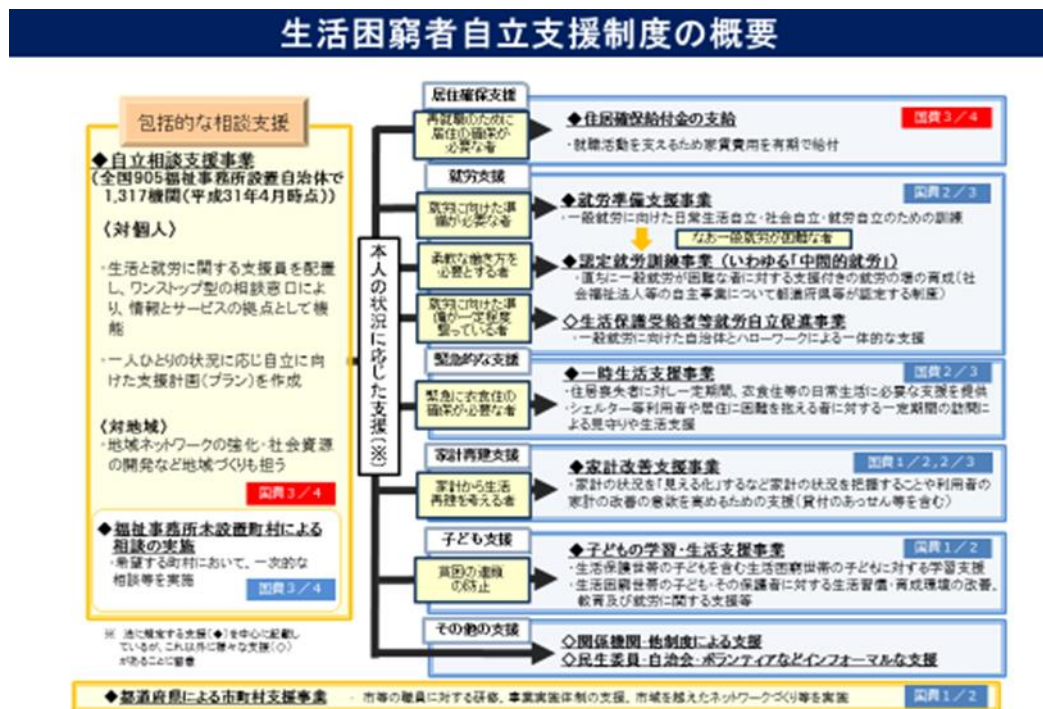 生活困窮者自立支援制度の概要
包括的な相談支援
◆自立相談支援事業
(全国905福祉事務所設置自治体で
1,317機関(平成31年4月時点))
〈対個人〉
・生活と就労に関する支援員を配置
し、ワンストップ型の相談窓口によ
り、情報とサービスの拠点として機
能
・一人ひとりの状況に応じ自立に向
けた支援計画(プラン)を作成
〈対地域〉
・地域ネットワークの強化・社会資源
の開発など地域づくりも担う
国費3/4
◆福祉事務所未設置町村による
相談の実施
・希望する町村において、一次的な
相談等を実施
国費3/4
※ 法に規定する支援(◆)を中心に記載し
ているが、これ以外に様々な支援(◇)
があることに留意
本人の状況に応じた支援(※)
居住確保支援
再就職のために
居住の確保が
必要な者
◆住居確保給付金の支給
国費3/4
・就職活動を支えるため家賃費用を有期で給付
就労支援
就労に向けた準
備が必要な者
◆就労準備支援事業
国費2/3
・一般就労に向けた日常生活自立・社会自立・就労自立のための訓練
なお一般就労が困難な者
柔軟な働き方を
必要とする者
◆認定就労訓練事業(いわゆる「中間的就労」)
・直ちに一般就労が困難な者に対する支援付きの就労の場の育成(社
会福祉法人等の自主事業について都道府県等が認定する制度)
就労に向けた準
備が一定程度
整っている者
◇生活保護受給者等就労自立促進事業
・一般就労に向けた自治体とハローワークによる一体的な支援
緊急的な支援
緊急に衣食住の
確保が必要な者
◆一時生活支援事業
国費2/3
・住居喪失者に対し一定期間、衣食住等の日常生活に必要な支援を提供
・シェルター等利用者や居住に困難を抱える者に対する一定期間の訪問に
よる見守りや生活支援
家計再建支援
家計から生活
再建を考える者
◆家計改善支援事業
国費1/2,2/3
・家計の状況を「見える化」するなど家計の状況を把握することや利用者の
家計の改善の意欲を高めるための支援(貸付のあっせん等を含む)
子ども支援
貧困の連鎖
の防止
◆子どもの学習・生活支援事業
国費1/2
・生活保護世帯の子どもを含む生活困窮世帯の子どもに対する学習支援
・生活困窮世帯の子ども・その保護者に対する生活習慣・育成環境の改善、
教育及び就労に関する支援等
その他の支援
◇関係機関・他制度による支援
◇民生委員・自治会・ボランティアなどインフォーマルな支援
◆都道府県による市町村支援事業
・市等の職員に対する研修、事業実施体制の支援、市域を越えたネットワークづくり等を実施
国費1/2